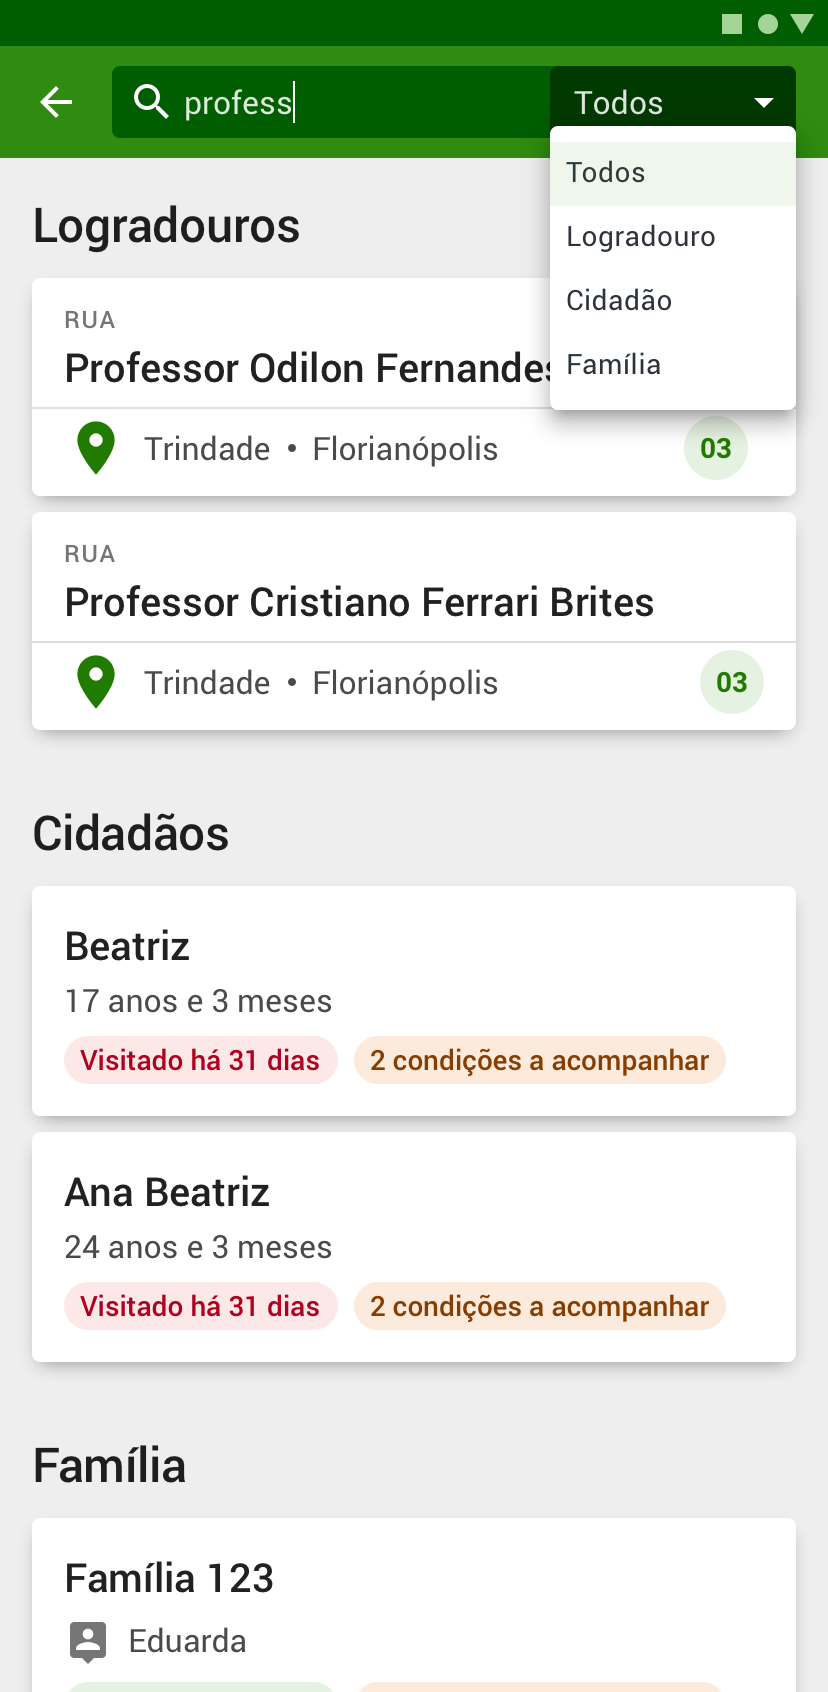 profess
Todos
Todos
Logradouro
Cidadão
Família
Logradouros
RUA
Professor Odilon Fernandes
Trindade • Florianópolis
03
RUA
Professor Cristiano Ferrari Brites
Trindade • Florianópolis
03
Cidadãos
Beatriz
17 anos e 3 meses
Visitado há 31 dias
2 condições a acompanhar
Ana Beatriz
24 anos e 3 meses
Visitado há 31 dias
2 condições a acompanhar
Família
Família 123
Eduarda